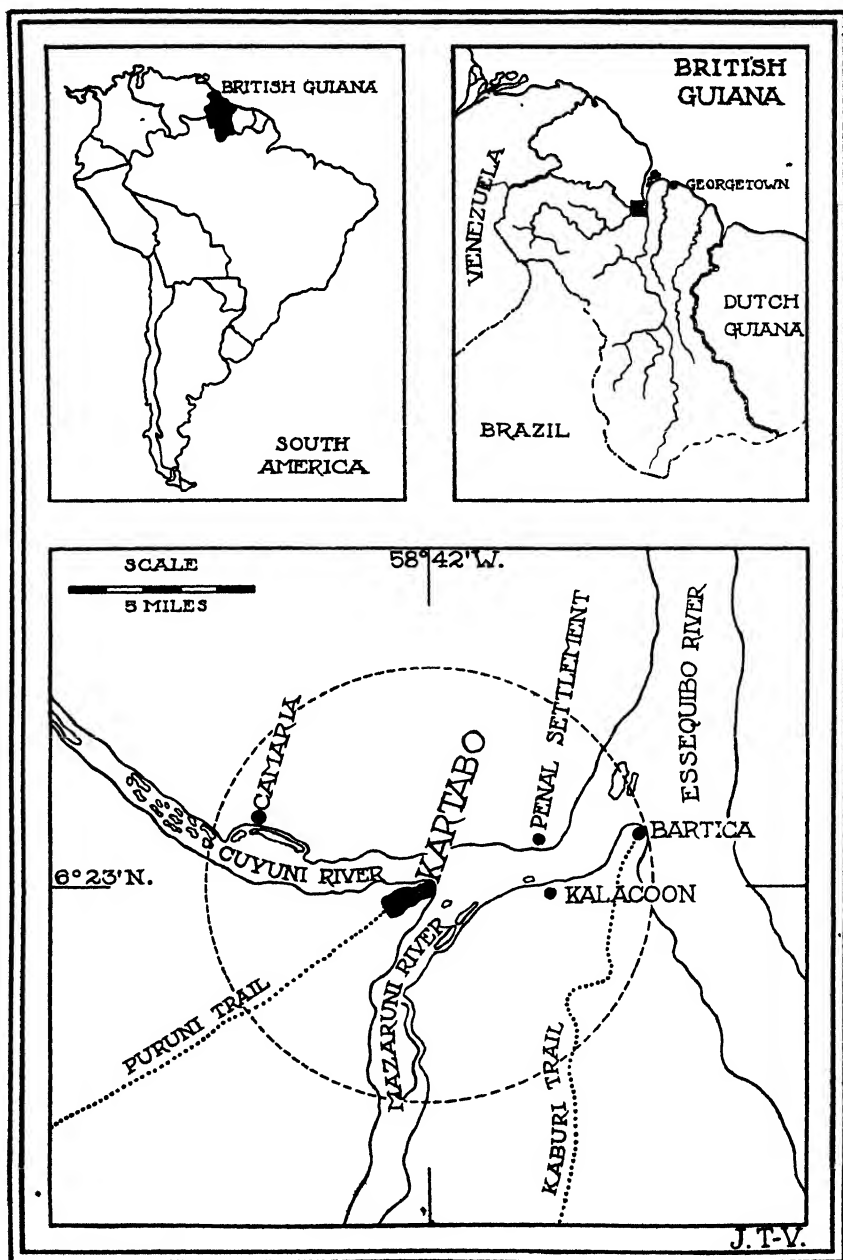 BRITISH GUIANA
SOUTH
AMERICA
BRITISH
GUIANA
VENEZUELA
GEORGETOWN
DUTCH
GUIANA
BRAZIL
SCALE
5 MILES
58°42'W.
PENAL SETTLEMENT
ESSEQUIBO RIVER
CAMARIA
KARTABO
BARTICA
CUYUNI RIVER
6°23'N.
KALACOON
MAZARUNI RIVER
PURUNI TRAIL
KABURI TRAIL
J.T-V.